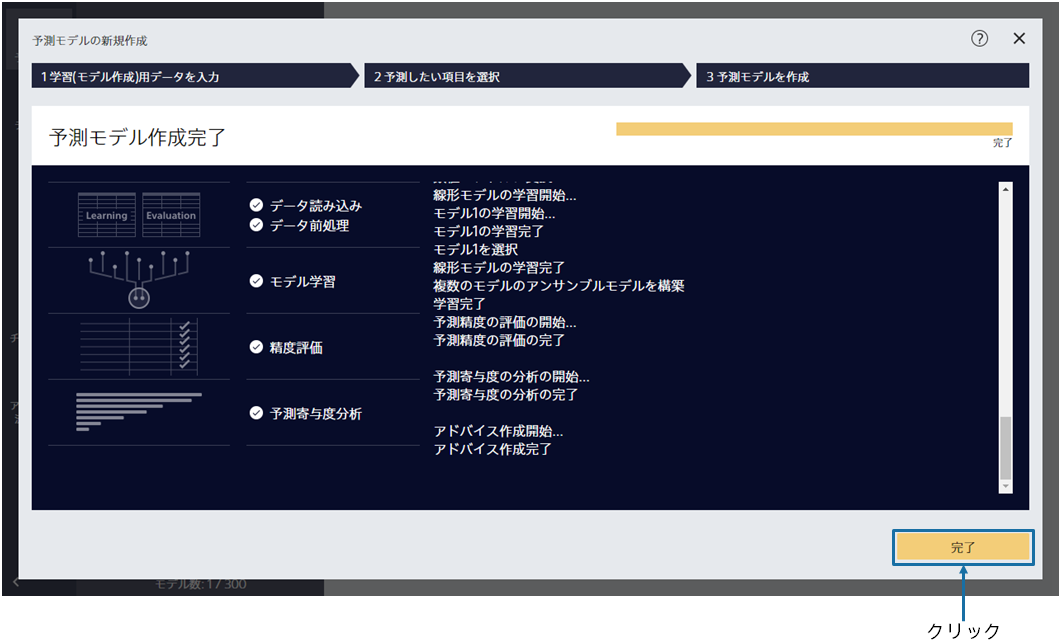 予測モデルの新規作成
?
1 学習(モデル作成)用データを入力
2 予測したい項目を選択
3 予測モデルを作成
予測モデル作成完了
完了
Learning
Evaluation
データ読み込み
データ前処理
モデル学習
精度評価
予測寄与度分析
線形モデルの学習開始...
モデル1の学習開始...
モデル1の学習完了
モデル1を選択
線形モデルの学習完了
複数のモデルのアンサンブルモデルを構築
学習完了
予測精度の評価の開始...
予測精度の評価の完了
予測寄与度の分析の開始...
予測寄与度の分析の完了
アドバイス作成開始...
アドバイス作成完了
完了
モデル数: 1 / 300
クリック